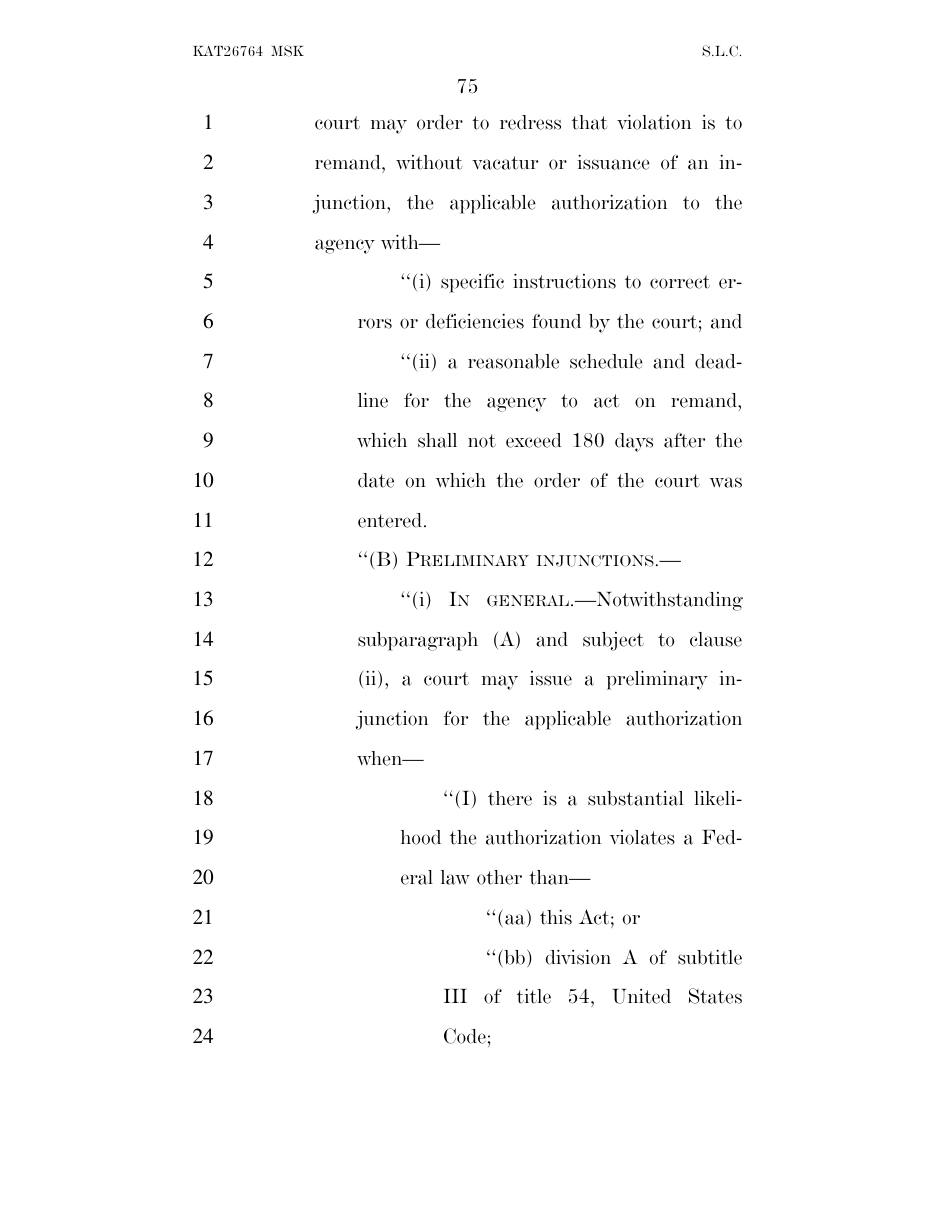 KAT26764 MSK S.L.C.
75
1 court may order to redress that violation is to
2 remand, without vacatur or issuance of an in-
3 junction, the applicable authorization to the
4 agency with—
5 ‘‘(i) specific instructions to correct er-
6 rors or deficiencies found by the court; and
7 ‘‘(ii) a reasonable schedule and dead-
8 line for the agency to act on remand,
9 which shall not exceed 180 days after the
10 date on which the order of the court was
11 entered.
12 ‘‘(B) PRELIMINARY INJUNCTIONS.—
13 ‘‘(i) IN GENERAL.—Notwithstanding
14 subparagraph (A) and subject to clause
15 (ii), a court may issue a preliminary in-
16 junction for the applicable authorization
17 when—
18 ‘‘(I) there is a substantial likeli-
19 hood the authorization violates a Fed-
20 eral law other than—
21 ‘‘(aa) this Act; or
22 ‘‘(bb) division A of subtitle
23 III of title 54, United States
24 Code;